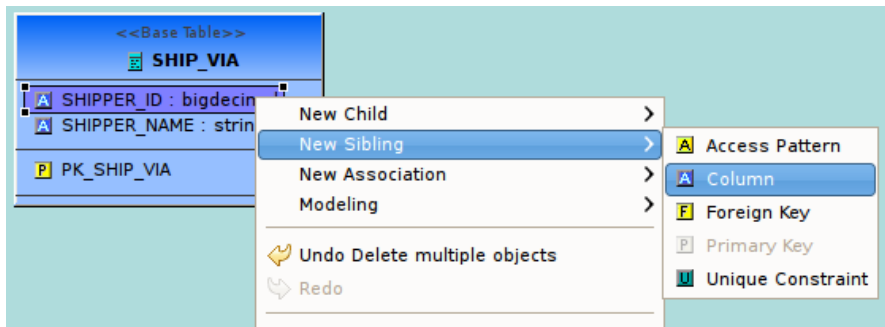 <<Base Table>>
SHIP_VIA
SHIPPER_ID : bigdecim
SHIPPER_NAME : strin
PK_SHIP_VIA
New Child
New Sibling
New Association
Modeling
Undo Delete multiple objects
Redo
A Access Pattern
A Column
F Foreign Key
P Primary Key
U Unique Constraint